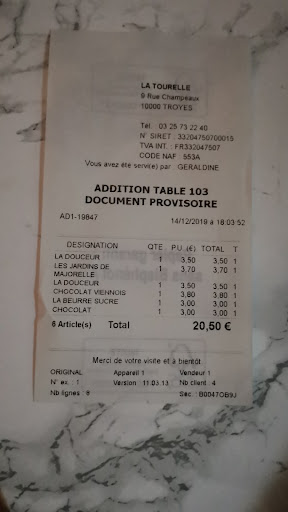 LA TOURELLE
9 Rue Champeaux
10000 TROYES
Tél. 03 25 73 22 40
N° SIRET : 33204750700015
TVA INT. : FR332047507
CODE NAF : 553A
Vous avez été servi(e) par : GERALDINE
ADDITION TABLE 103
DOCUMENT PROVISOIRE
AD1-19847 14/12/2019 à 18:03:52
DESIGNATION QTE P.U. (€) TOTAL T
LA DOUCEUR 1 3,50 3,50 1
LES JARDINS DE 1 3,70 3,70 1
MAJORELLE
LA DOUCEUR 1 3,50 3,50 1
CHOCOLAT VIENNOIS 1 3,80 3,80 1
LA BEURRE SUCRE 1 3,00 3,00 1
CHOCOLAT 1 3,00 3,00 1
6 Article(s) Total 20,50 €
Merci de votre visite et à bientôt
ORIGINAL Appareil 1 Vendeur 1
N° ex. : 1 Version : 11.03.13 Nb client : 4
Nb lignes : 6 Sec. : B0047OB9J